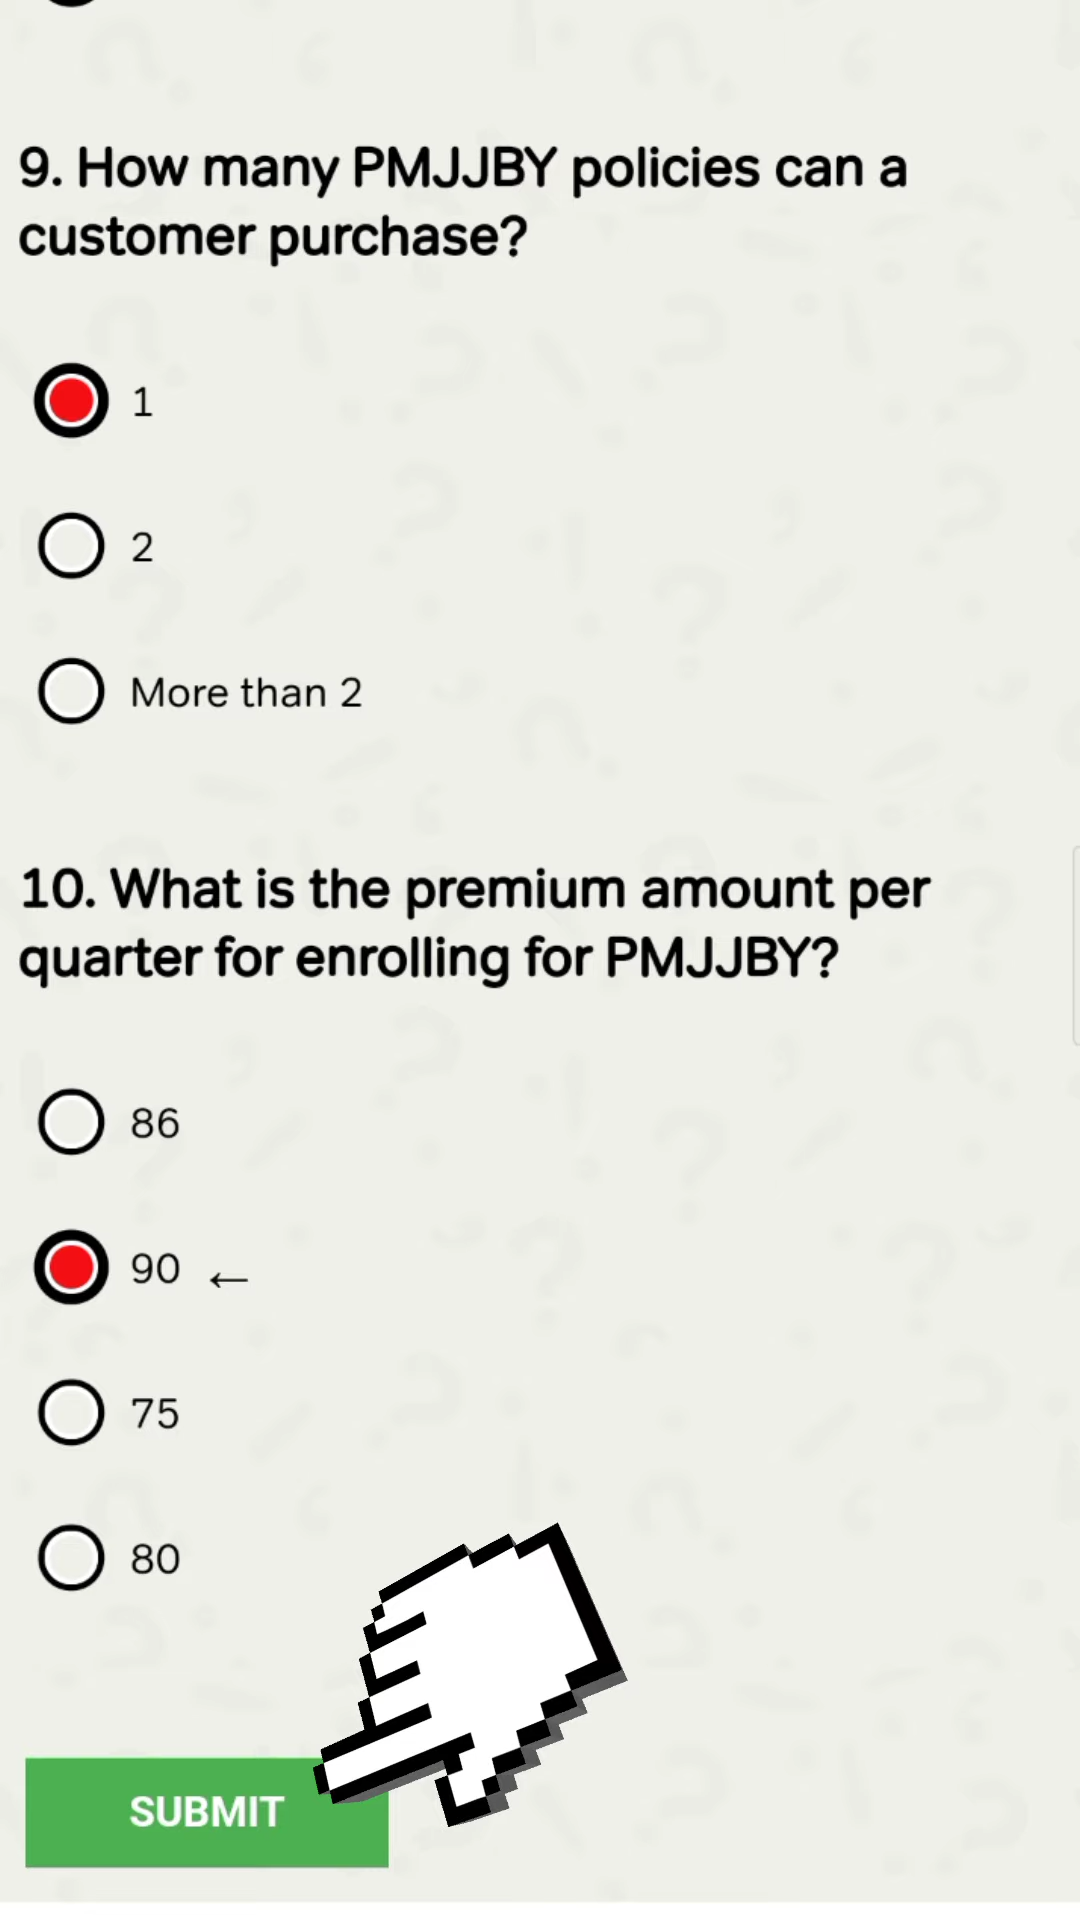 9. How many PMJJBY policies can a
customer purchase?
1
2
More than 2
10. What is the premium amount per
quarter for enrolling for PMJJBY?
86
90 ←
75
80
SUBMIT